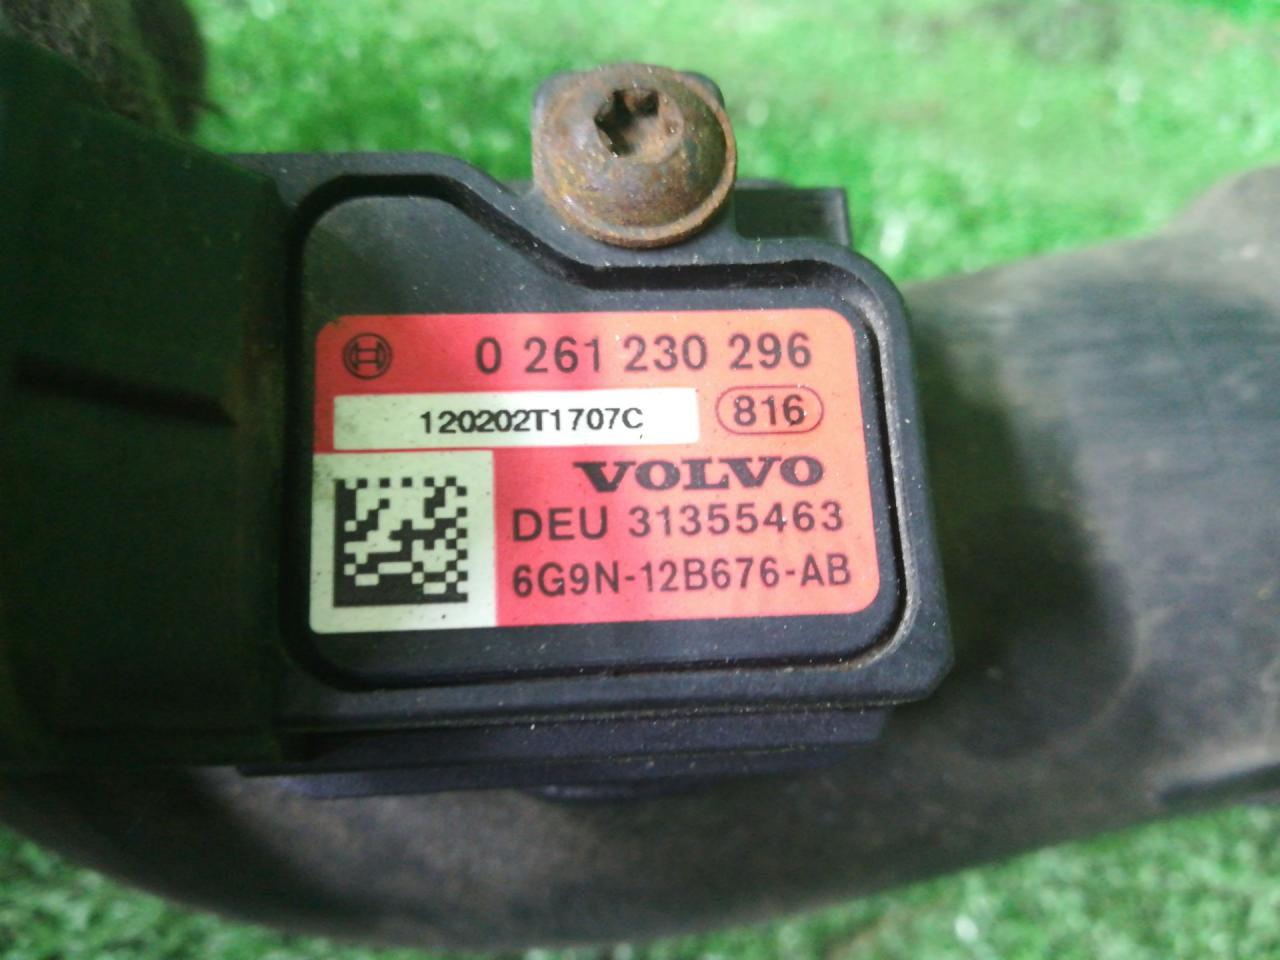 0 261 230 296
120202T1707C 816
VOLVO
DEU 31355463
6G9N-12B676-AB